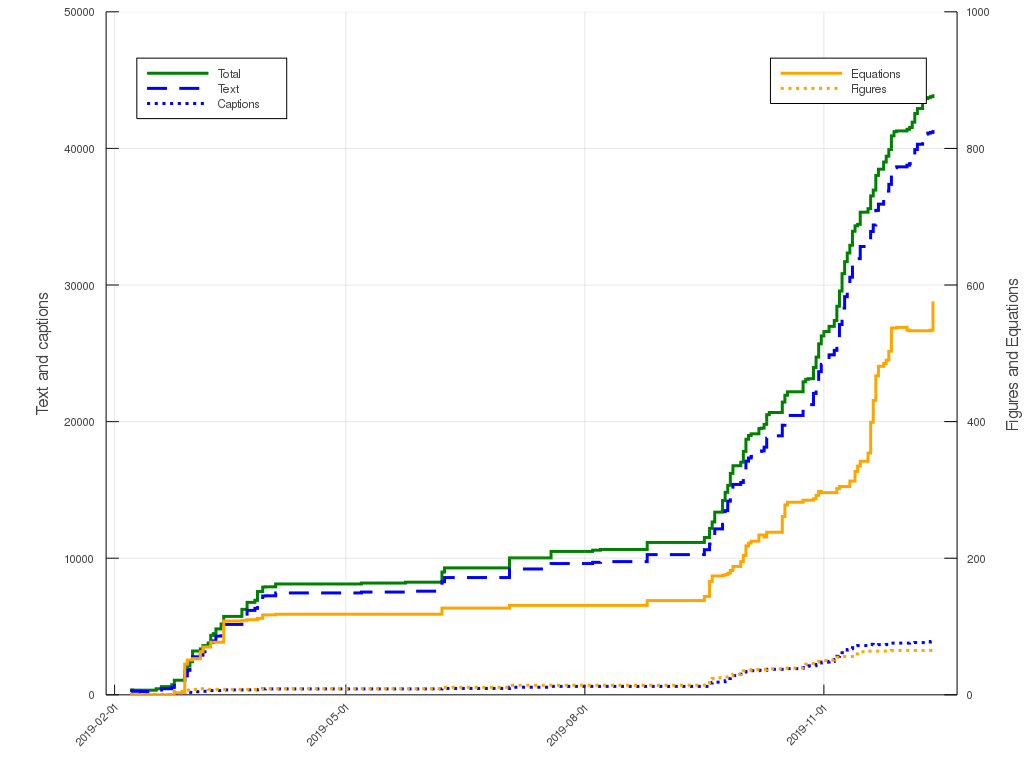 50000
40000
30000
20000
10000
0
Text and captions
1000
800
600
400
200
0
Figures and Equations
Total
Text
Captions
Equations
Figures
2019-02-01
2019-05-01
2019-08-01
2019-11-01